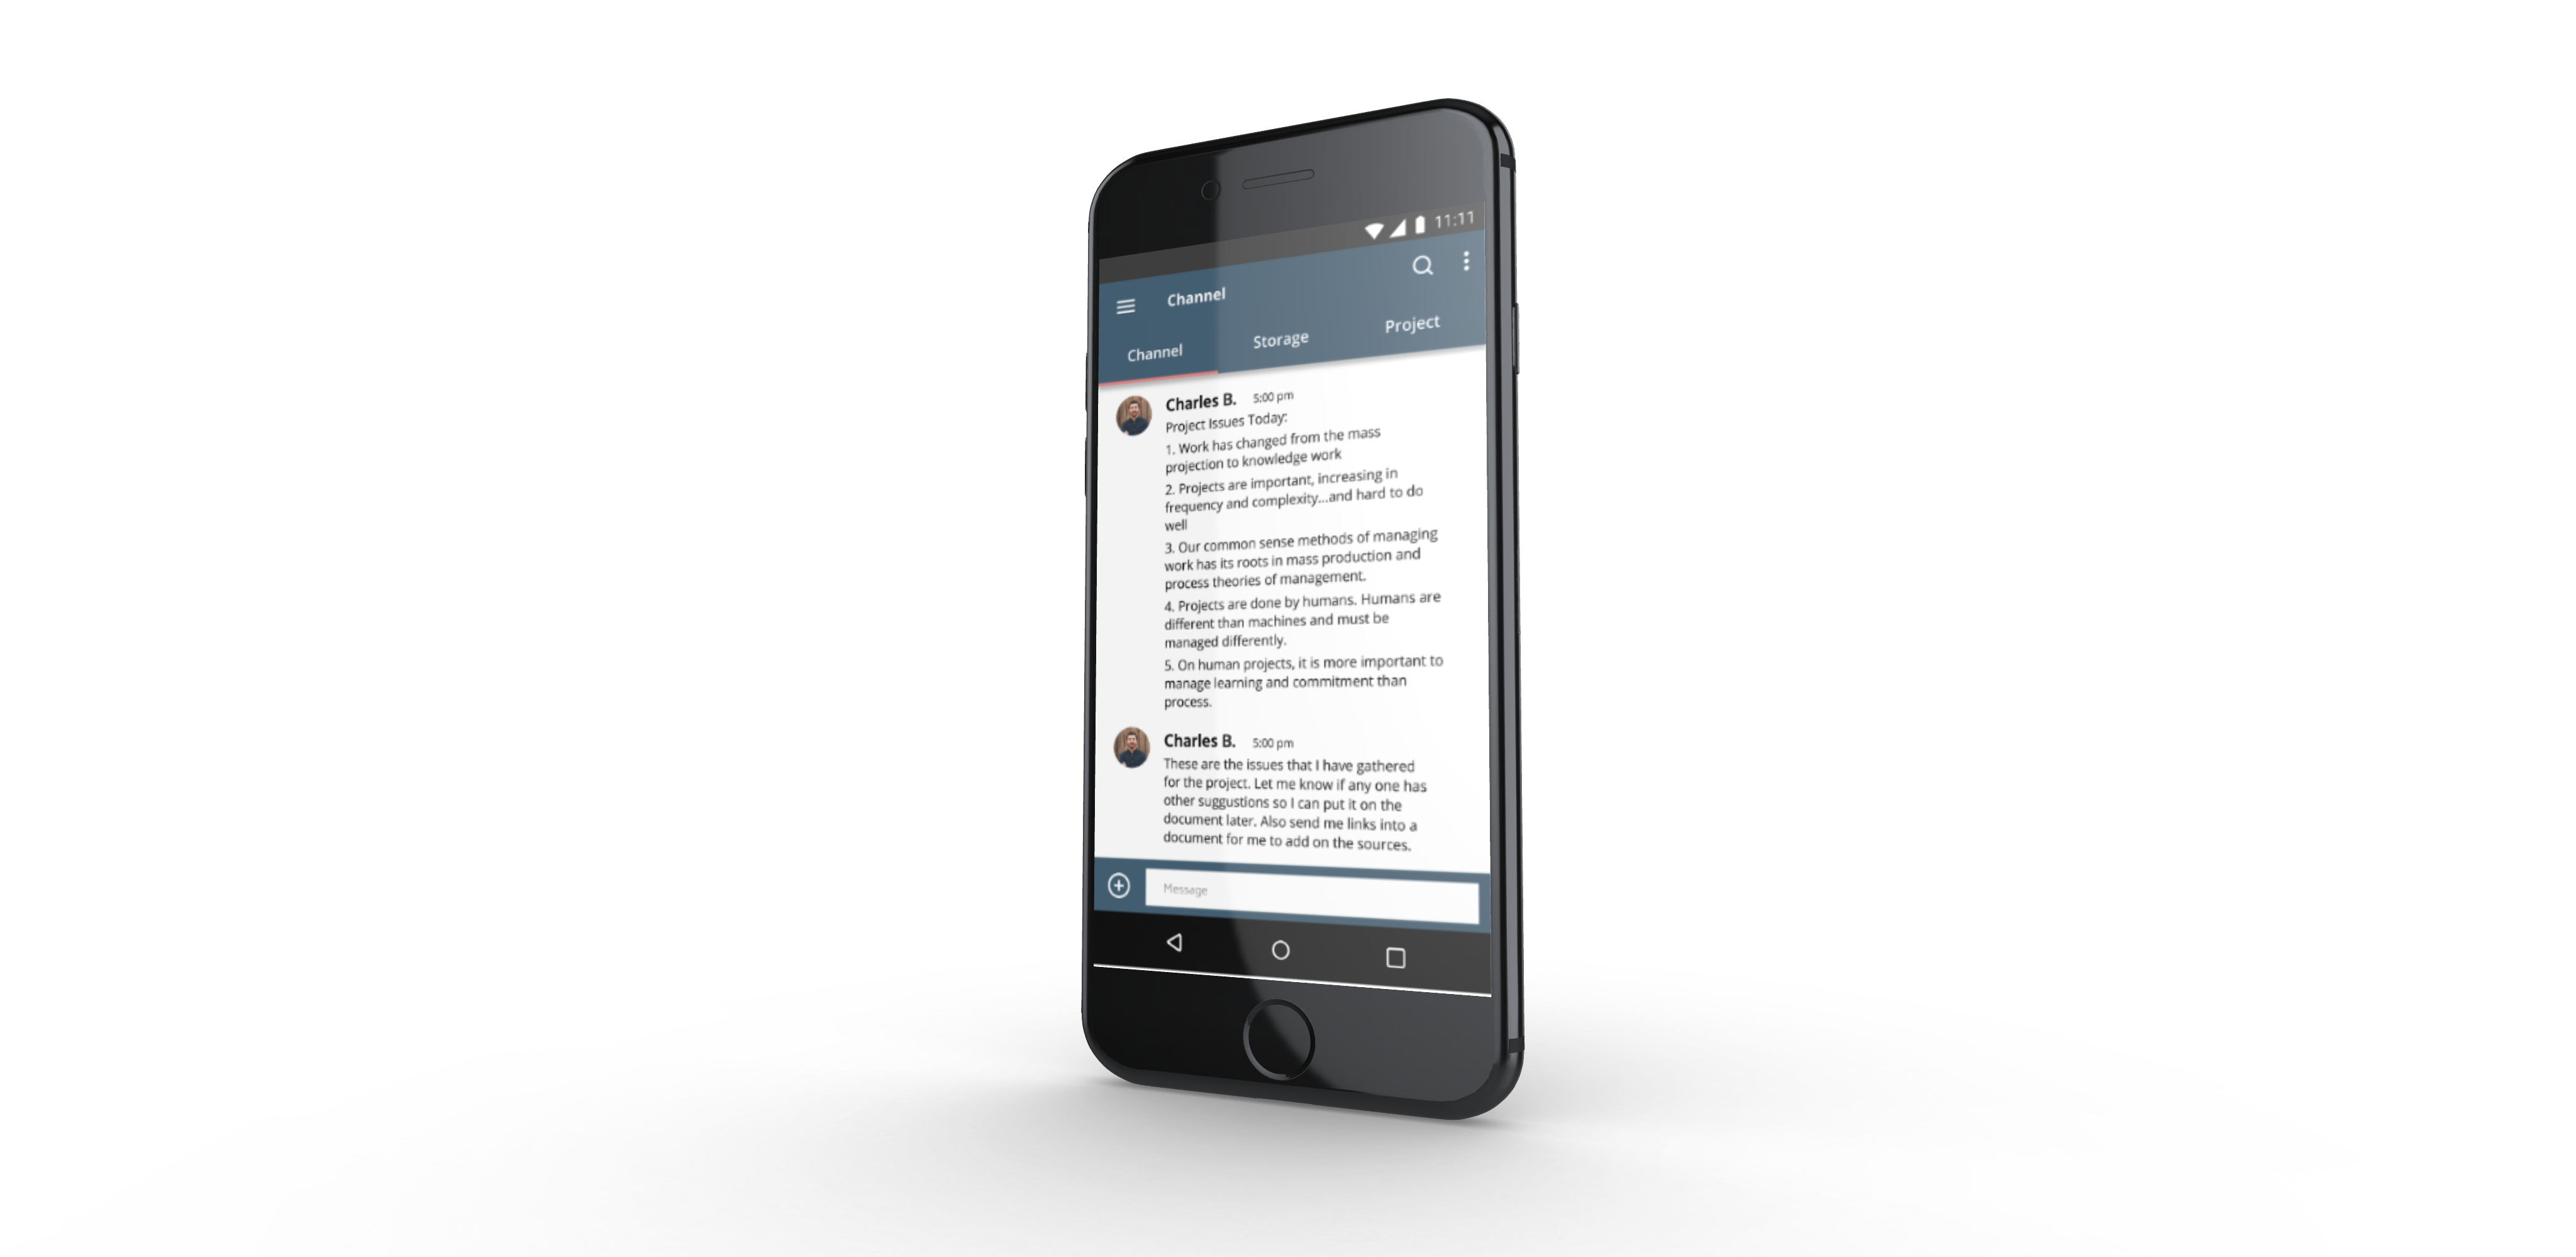 11:11
Channel
Channel Storage Project
Charles B. 5:00 pm
Project Issues Today:
1. Work has changed from the mass
projection to knowledge work
2. Projects are important, increasing in
frequency and complexity...and hard to do
well
3. Our common sense methods of managing
work has its roots in mass production and
process theories of management.
4. Projects are done by humans. Humans are
different than machines and must be
managed differently.
5. On human projects, it is more important to
manage learning and commitment than
process.
Charles B. 5:00 pm
These are the issues that I have gathered
for the project. Let me know if any one has
other suggustions so I can put it on the
document later. Also send me links into a
document for me to add on the sources.
Message